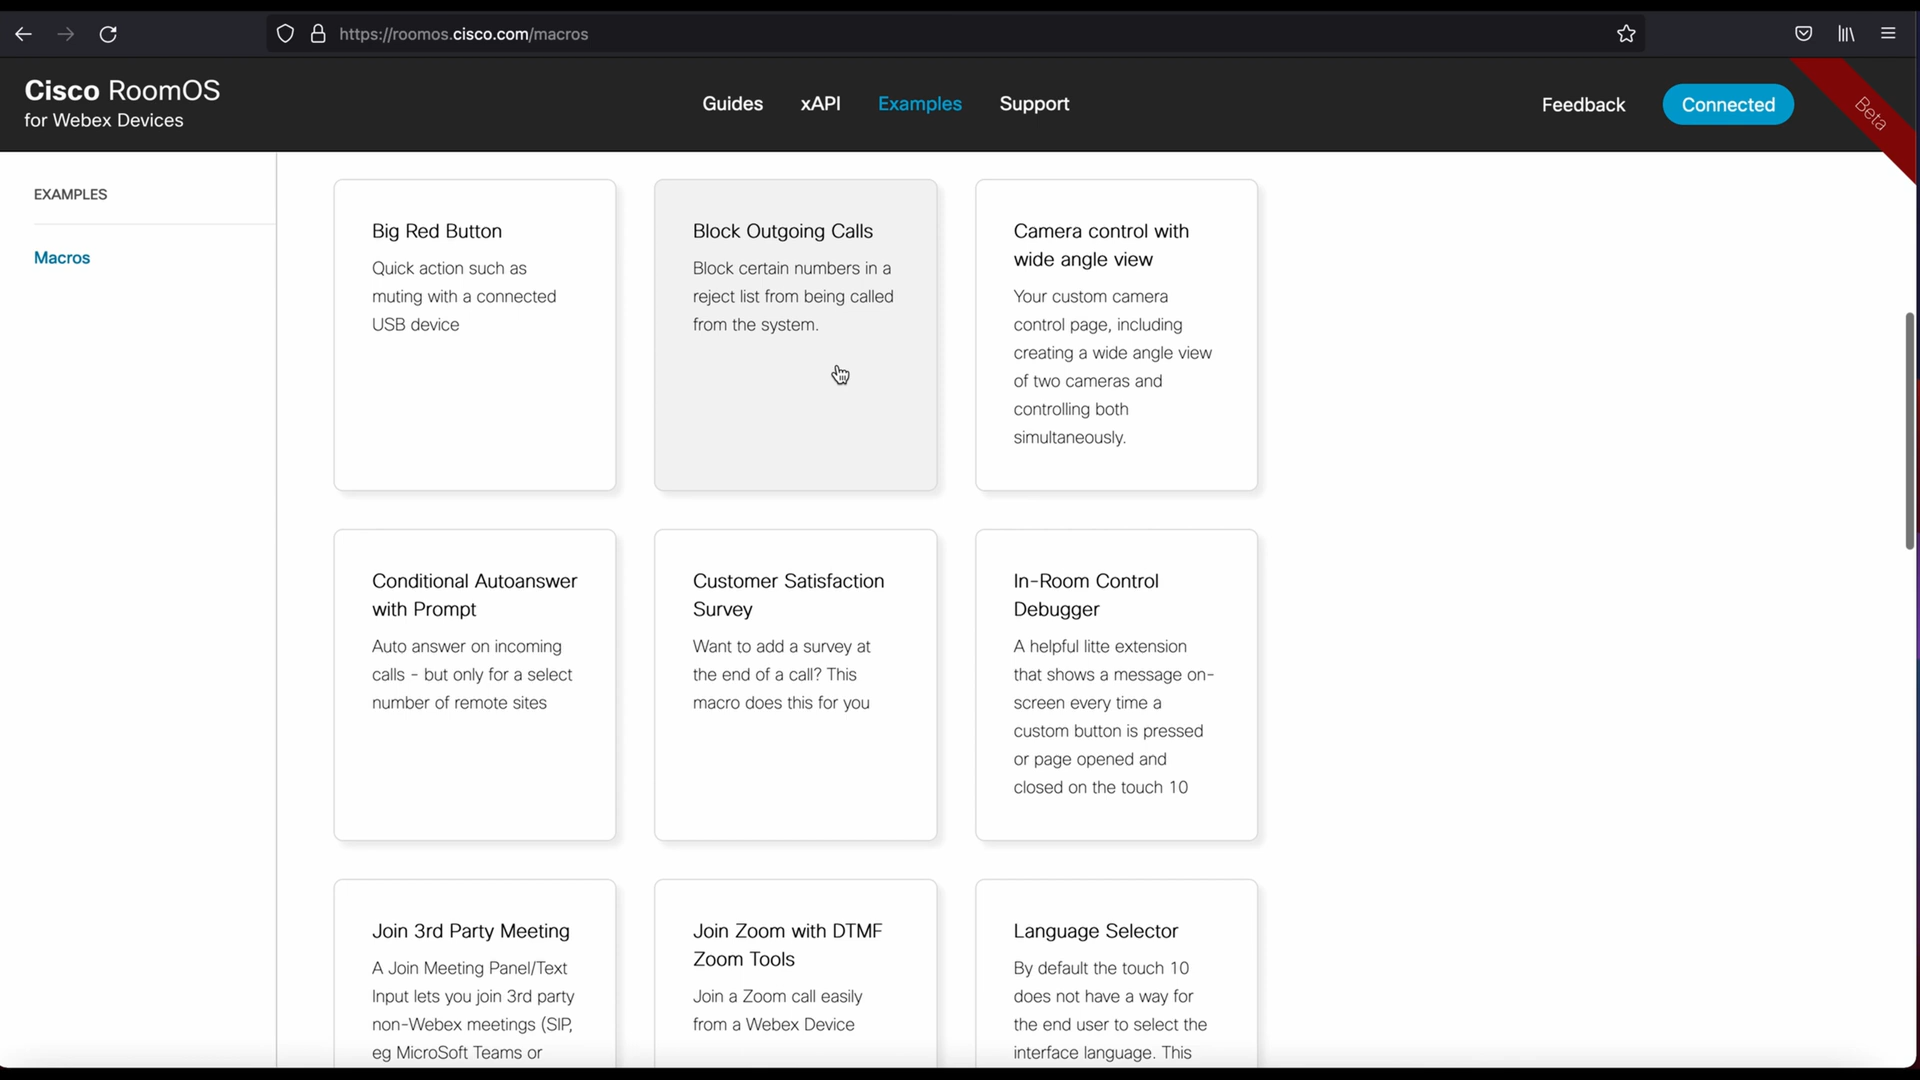 https://roomos.cisco.com/macros
Cisco RoomOS
for Webex Devices
Guides
xAPI
Examples
Support
Feedback
Connected
Beta
EXAMPLES
Macros
Big Red Button
Quick action such as
muting with a connected
USB device
Block Outgoing Calls
Block certain numbers in a
reject list from being called
from the system.
Camera control with
wide angle view
Your custom camera
control page, including
creating a wide angle view
of two cameras and
controlling both
simultaneously.
Conditional Autoanswer
with Prompt
Auto answer on incoming
calls - but only for a select
number of remote sites
Customer Satisfaction
Survey
Want to add a survey at
the end of a call? This
macro does this for you
In-Room Control
Debugger
A helpful litte extension
that shows a message on-
screen every time a
custom button is pressed
or page opened and
closed on the touch 10
Join 3rd Party Meeting
A Join Meeting Panel/Text
Input lets you join 3rd party
non-Webex meetings (SIP,
eg MicroSoft Teams or
Join Zoom with DTMF
Zoom Tools
Join a Zoom call easily
from a Webex Device
Language Selector
By default the touch 10
does not have a way for
the end user to select the
interface language. This